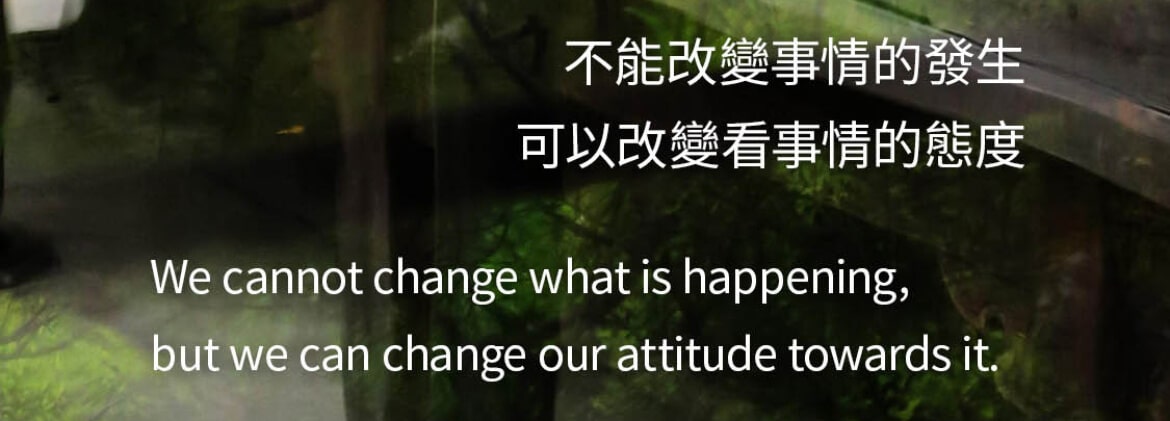 不能改變事情的發生
可以改變看事情的態度
We cannot change what is happening,
but we can change our attitude towards it.